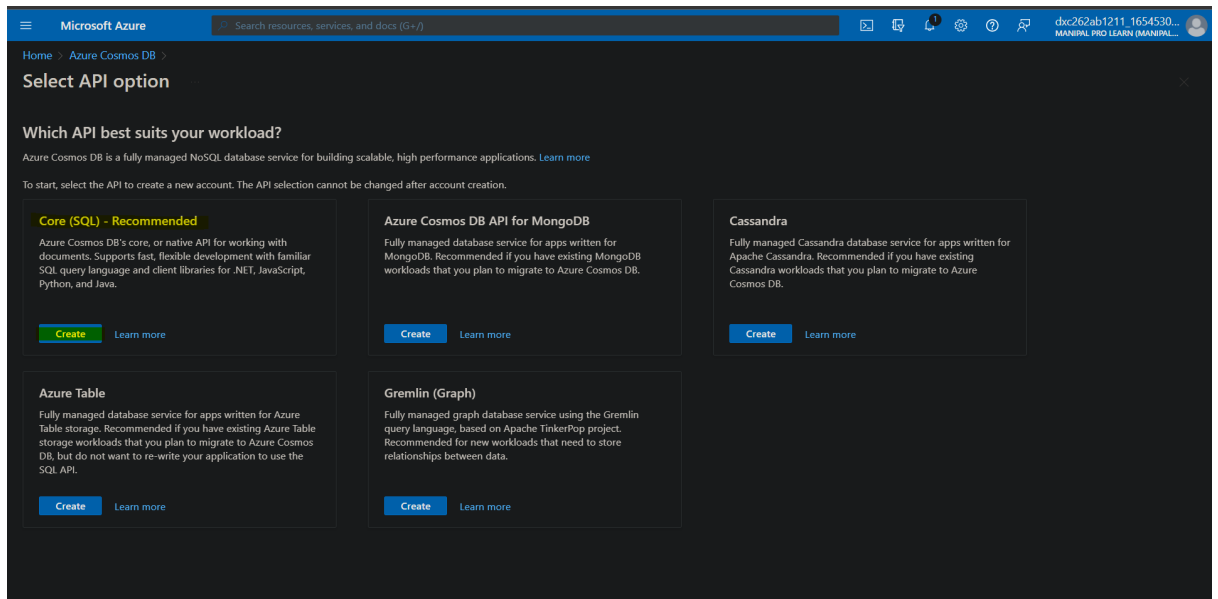 Microsoft Azure
Search resources, services, and docs (G+/)
1
dxc262ab1211_1654530...
MANIPAL PRO LEARN (MANIPAL...
Home > Azure Cosmos DB >
Select API option ...
Which API best suits your workload?
Azure Cosmos DB is a fully managed NoSQL database service for building scalable, high performance applications. Learn more
To start, select the API to create a new account. The API selection cannot be changed after account creation.
Core (SQL) - Recommended
Azure Cosmos DB's core, or native API for working with
documents. Supports fast, flexible development with familiar
SQL query language and client libraries for .NET, JavaScript,
Python, and Java.
Create Learn more
Azure Cosmos DB API for MongoDB
Fully managed database service for apps written for
MongoDB. Recommended if you have existing MongoDB
workloads that you plan to migrate to Azure Cosmos DB.
Create Learn more
Cassandra
Fully managed Cassandra database service for apps written for
Apache Cassandra. Recommended if you have existing
Cassandra workloads that you plan to migrate to Azure
Cosmos DB.
Create Learn more
Azure Table
Fully managed database service for apps written for Azure
Table storage. Recommended if you have existing Azure Table
storage workloads that you plan to migrate to Azure Cosmos
DB, but do not want to re-write your application to use the
SQL API.
Create Learn more
Gremlin (Graph)
Fully managed graph database service using the Gremlin
query language, based on Apache TinkerPop project.
Recommended for new workloads that need to store
relationships between data.
Create Learn more